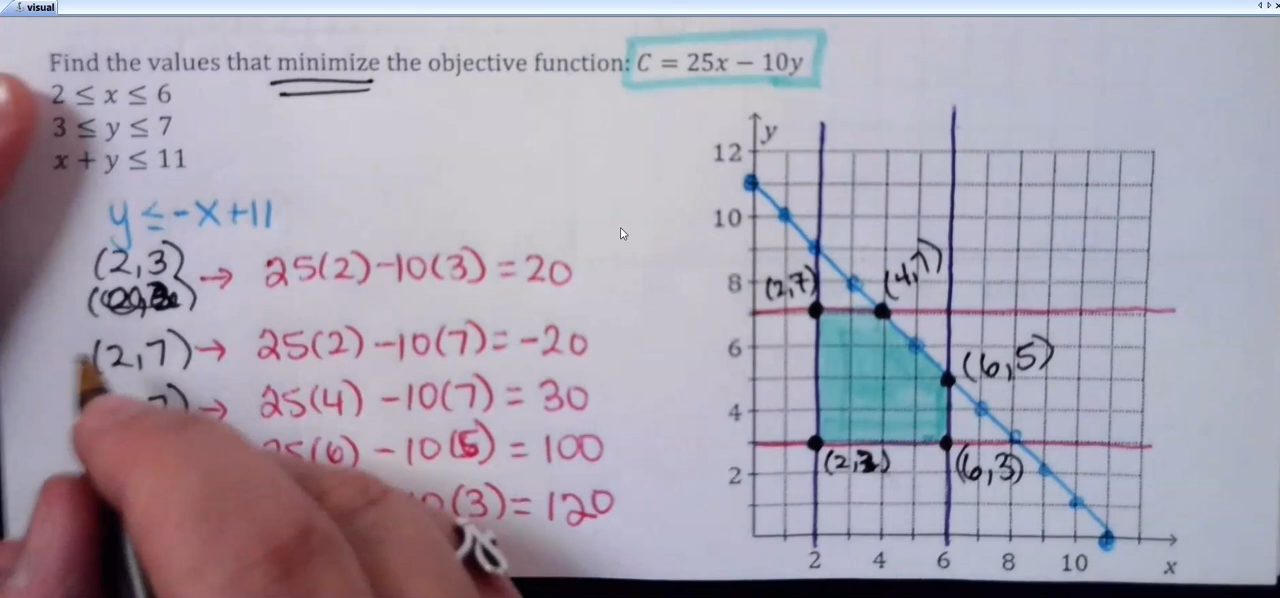 visual
Find the values that minimize the objective function: C = 25x − 10y
2 ≤ x ≤ 6
3 ≤ y ≤ 7
x + y ≤ 11
y ≤ -x+11
(2,3) → 25(2)-10(3) = 20
(2,7) → 25(2)-10(7) = -20
7) → 25(4)-10(7) = 30
25(6)-10(5) = 100
(3) = 120
y
12
10
8
6
4
2
(2,7)
(4,7)
(6,5)
(2,3)
(6,3)
2 4 6 8 10 x